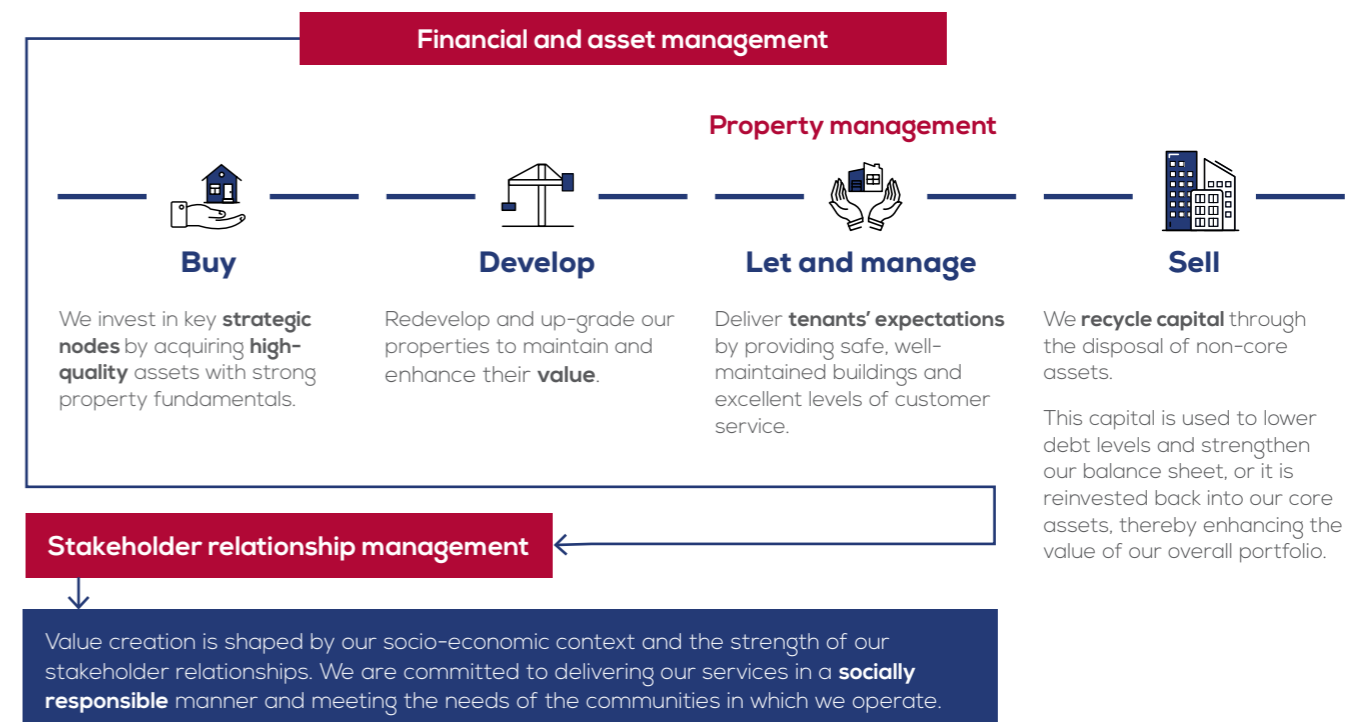 Financial and asset management
Property management
Buy
We invest in key strategic
nodes by acquiring high-
quality assets with strong
property fundamentals.
Develop
Redevelop and up-grade our
properties to maintain and
enhance their value.
Let and manage
Deliver tenants’ expectations
by providing safe, well-
maintained buildings and
excellent levels of customer
service.
Sell
We recycle capital through
the disposal of non-core
assets.
This capital is used to lower
debt levels and strengthen
our balance sheet, or it is
reinvested back into our core
assets, thereby enhancing the
value of our overall portfolio.
Stakeholder relationship management
Value creation is shaped by our socio-economic context and the strength of our
stakeholder relationships. We are committed to delivering our services in a socially
responsible manner and meeting the needs of the communities in which we operate.